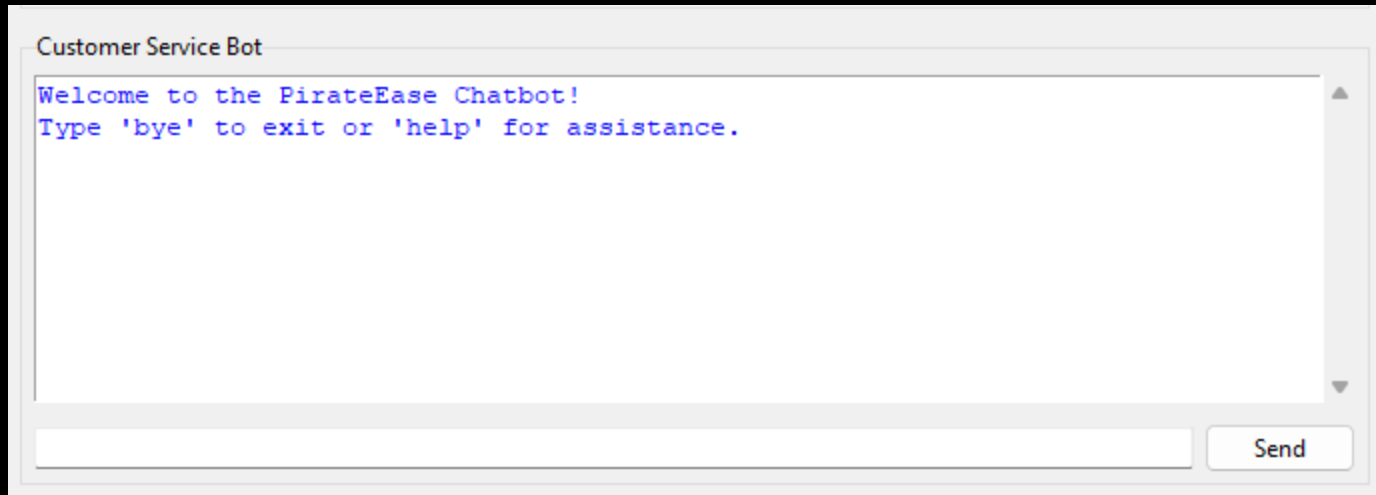 Customer Service Bot
Welcome to the PirateEase Chatbot!
Type 'bye' to exit or 'help' for assistance.
Send